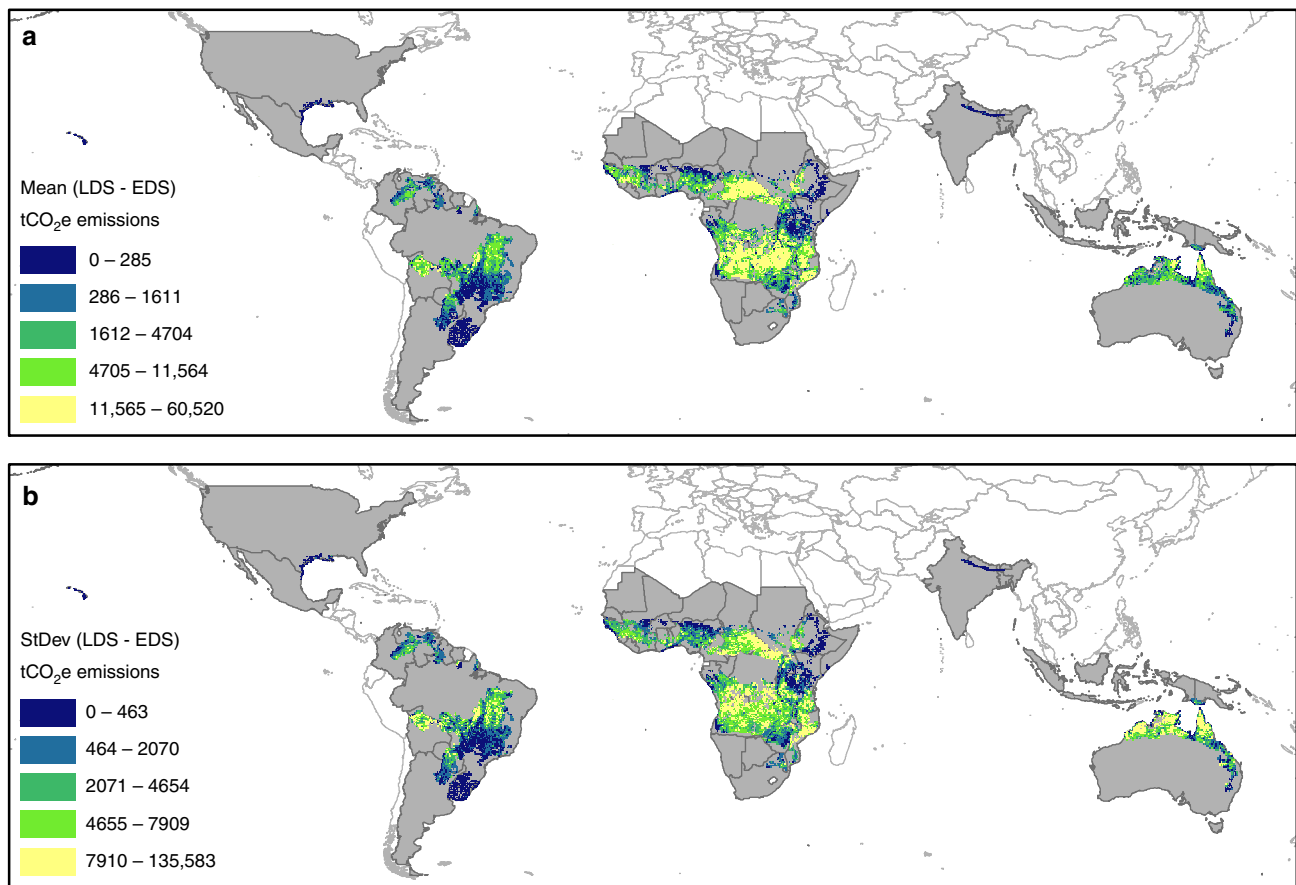 a
Mean (LDS - EDS)
tCO₂e emissions
0 – 285
286 – 1611
1612 – 4704
4705 – 11,564
11,565 – 60,520
b
StDev (LDS - EDS)
tCO₂e emissions
0 – 463
464 – 2070
2071 – 4654
4655 – 7909
7910 – 135,583